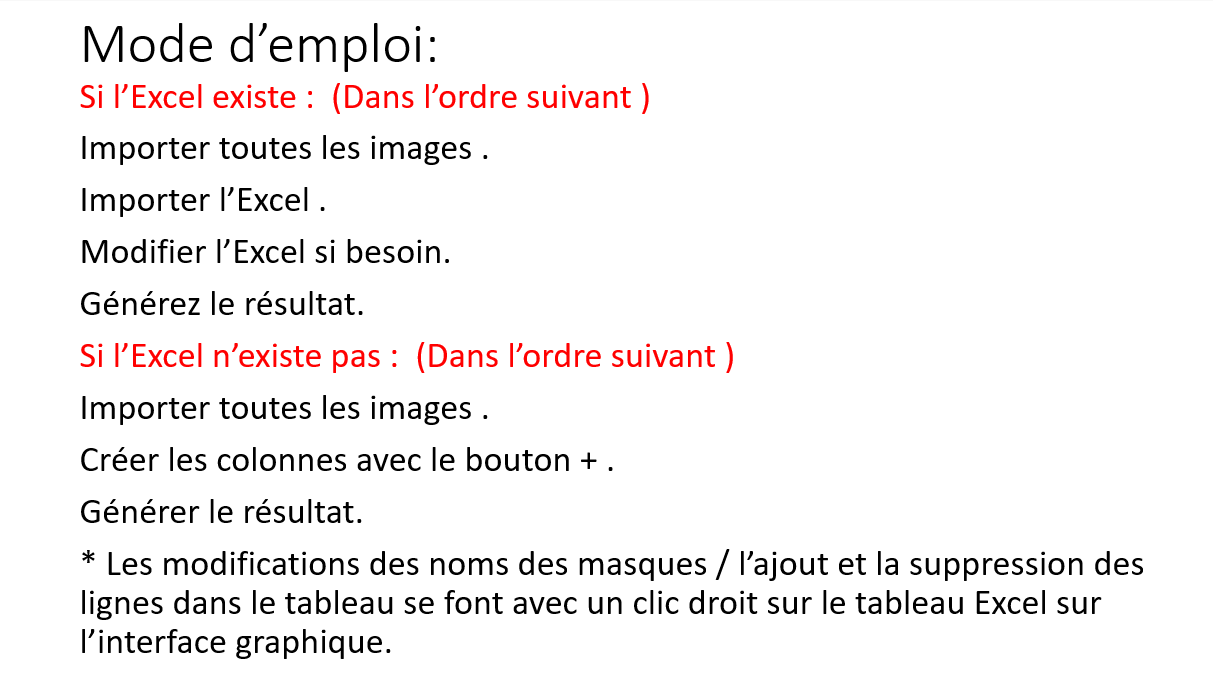 Mode d’emploi:
Si l’Excel existe :  (Dans l’ordre suivant )
Importer toutes les images .
Importer l’Excel .
Modifier l’Excel si besoin.
Générez le résultat.
Si l’Excel n’existe pas :  (Dans l’ordre suivant )
Importer toutes les images .
Créer les colonnes avec le bouton + .
Générer le résultat.
* Les modifications des noms des masques / l’ajout et la suppression des
lignes dans le tableau se font avec un clic droit sur le tableau Excel sur
l’interface graphique.